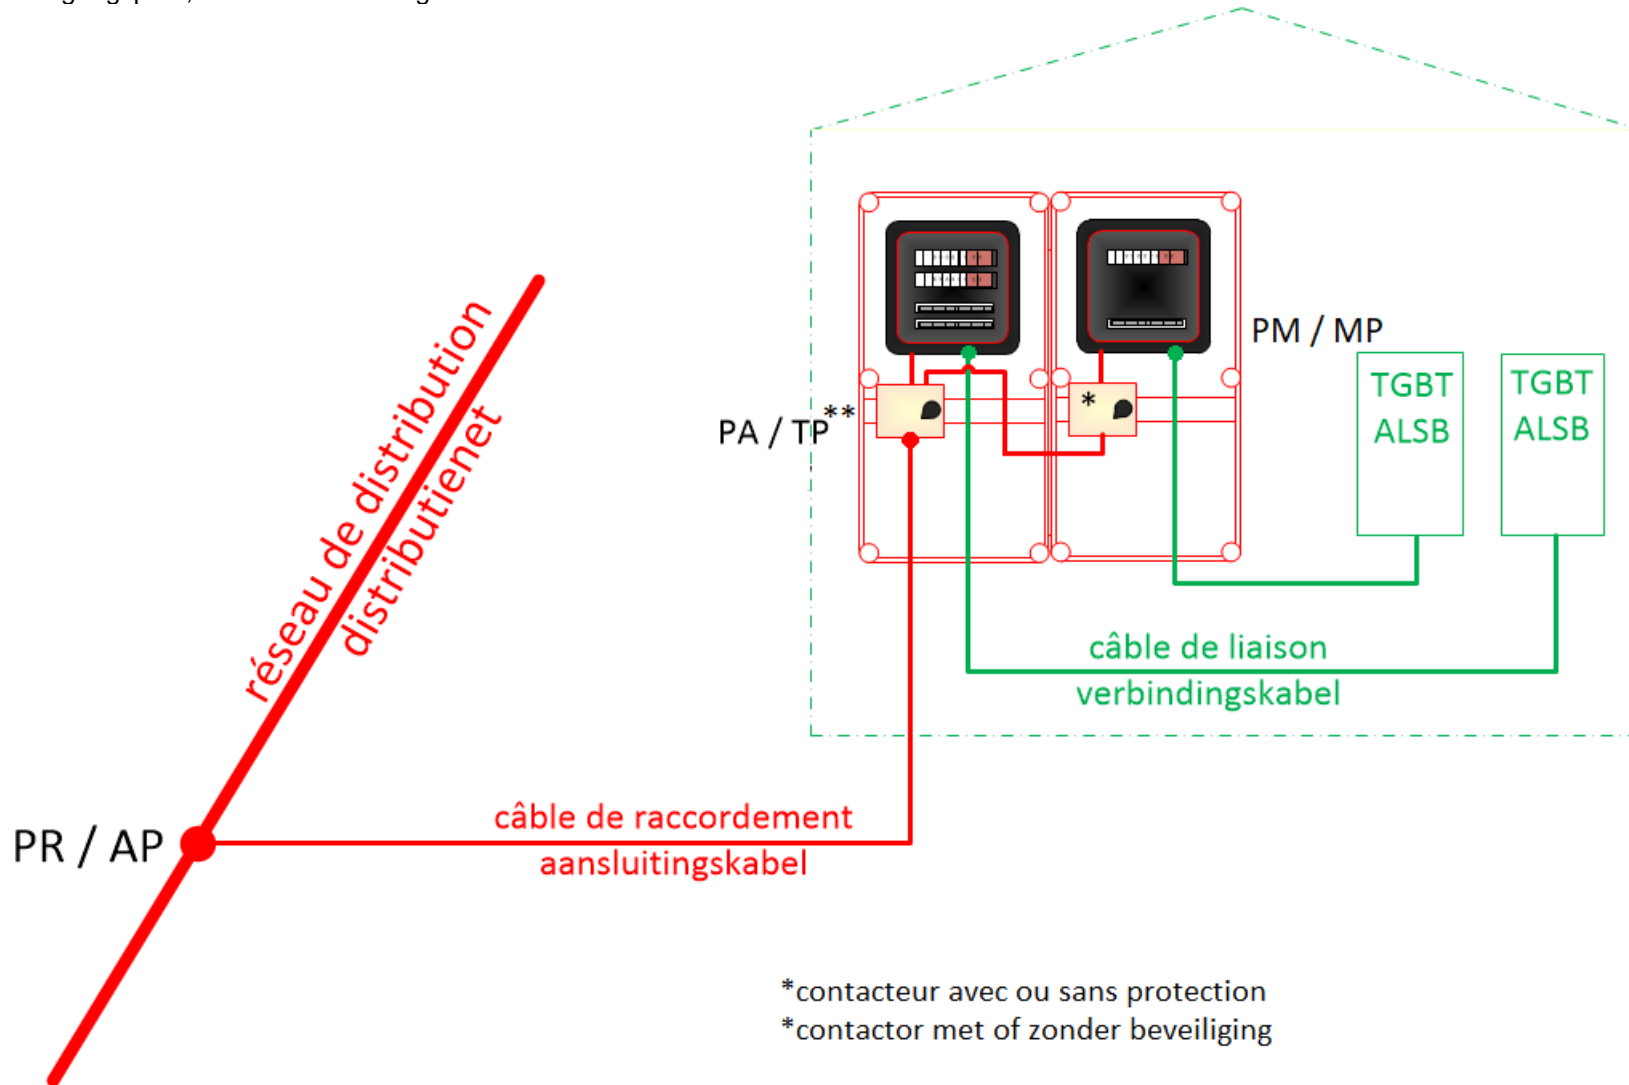 réseau de distribution
distributienet
PM / MP
TGBT
ALSB
TGBT
ALSB
*
PA / TP**
câble de liaison
verbindingskabel
câble de raccordement
aansluitingskabel
PR / AP
*contacteur avec ou sans protection
*contactor met of zonder beveiliging